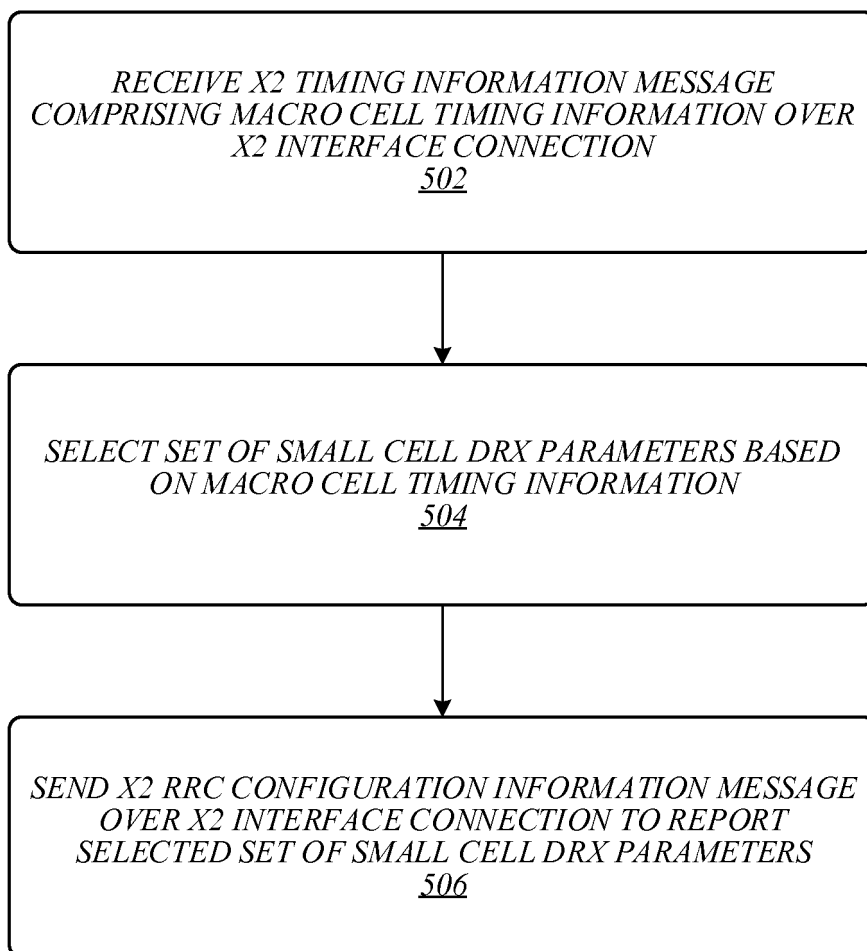 RECEIVE X2 TIMING INFORMATION MESSAGE
COMPRISING MACRO CELL TIMING INFORMATION OVER
X2 INTERFACE CONNECTION
502
SELECT SET OF SMALL CELL DRX PARAMETERS BASED
ON MACRO CELL TIMING INFORMATION
504
SEND X2 RRC CONFIGURATION INFORMATION MESSAGE
OVER X2 INTERFACE CONNECTION TO REPORT
SELECTED SET OF SMALL CELL DRX PARAMETERS
506